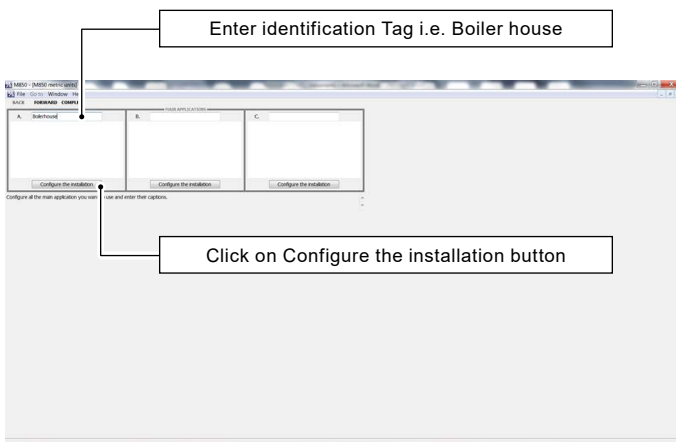 Enter identification Tag i.e. Boiler house
M850 - [M850 metric units]
File Go to Window He
BACK FORWARD COMPL
MAIN APPLICATIONS
A. Boilerhouse B. C.
Configure the installation Configure the installation Configure the installation
Configure all the main application you want to use and enter their captions.
Click on Configure the installation button